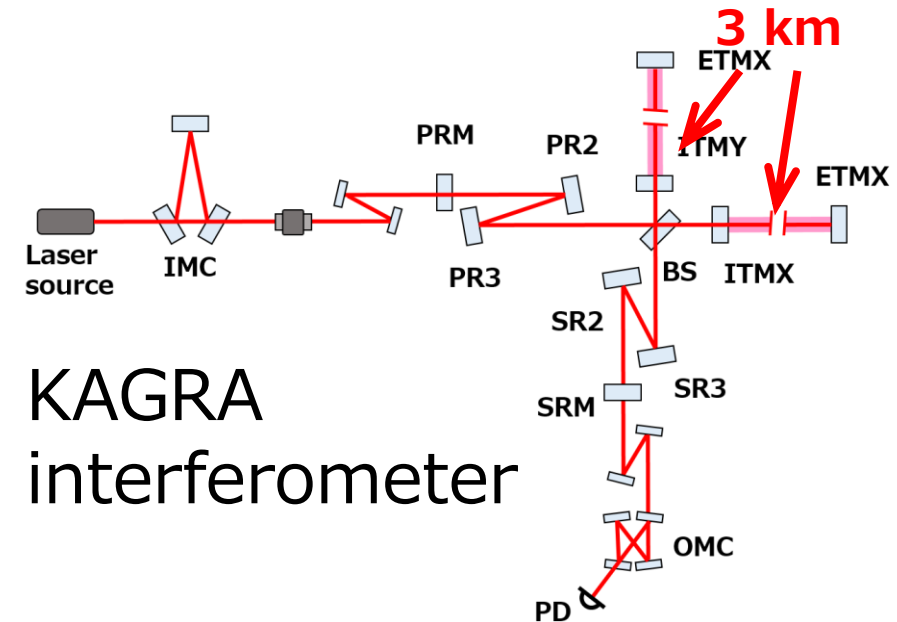 3 km
ETMX
PRM
PR2
ITMY
ETMX
Laser
source
IMC
PR3
BS
ITMX
SR2
SR3
SRM
KAGRA
interferometer
OMC
PD